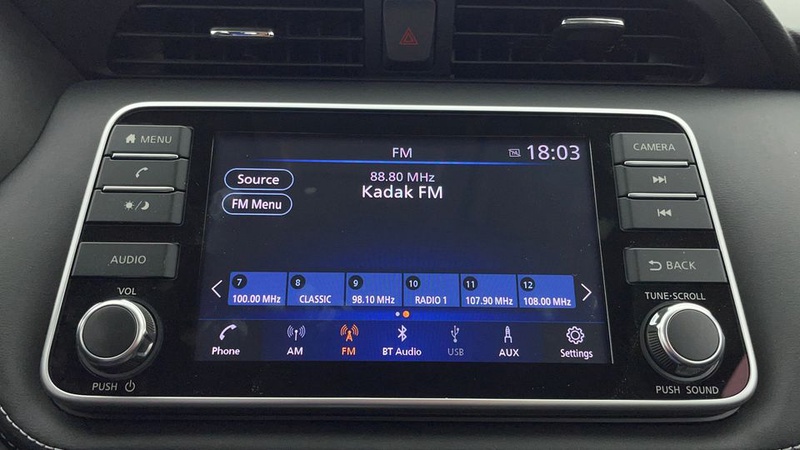 MENU
CAMERA
FM
18:03
Source
88.80 MHz
Kadak FM
FM Menu
AUDIO
BACK
7
8
9
10
11
12
100.00 MHz
CLASSIC
98.10 MHz
RADIO 1
107.90 MHz
108.00 MHz
VOL
TUNE•SCROLL
Phone
AM
FM
BT Audio
USB
AUX
Settings
PUSH
PUSH SOUND